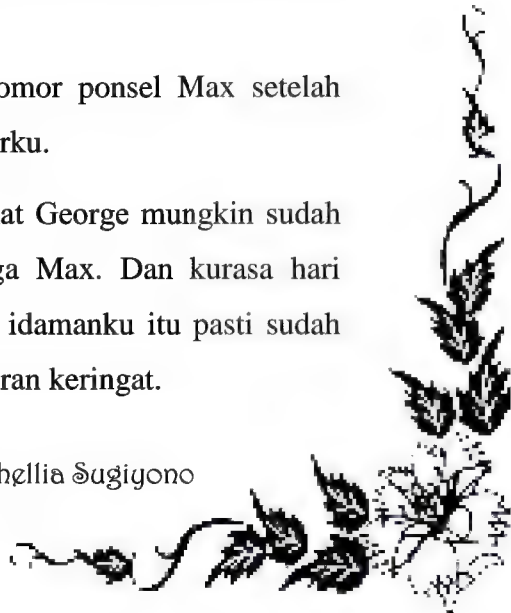 omor ponsel Max setelah
rku.
at George mungkin sudah
ga Max. Dan kurasa hari
idamanku itu pasti sudah
ran keringat.
hellia Sugiyono